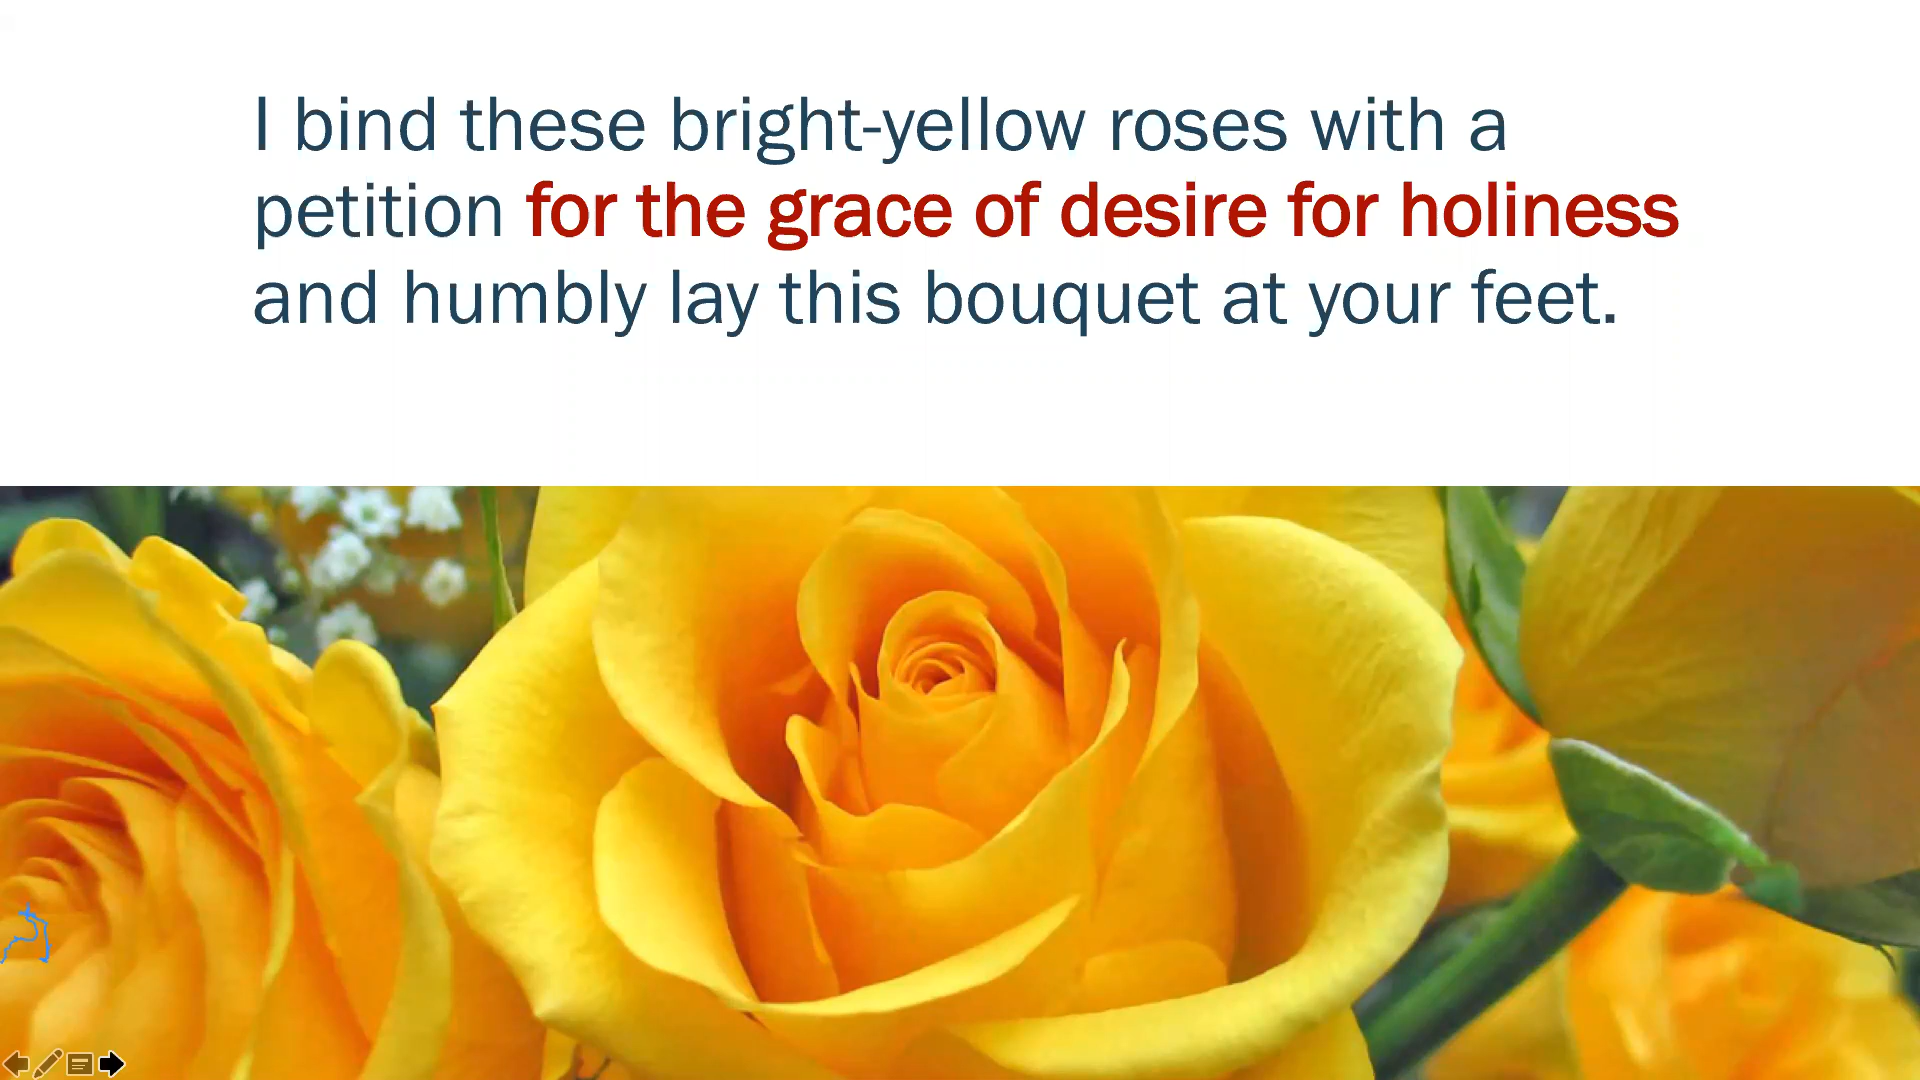 I bind these bright-yellow roses with a
petition for the grace of desire for holiness
and humbly lay this bouquet at your feet.